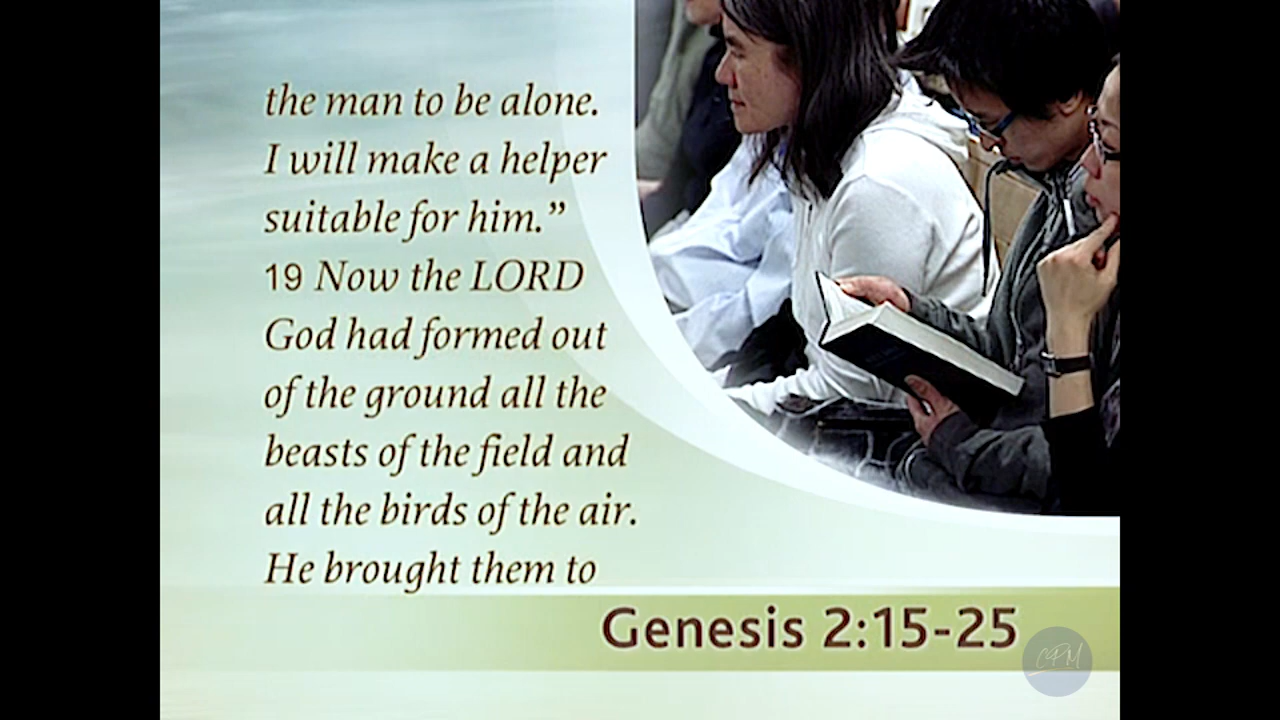 the man to be alone.
I will make a helper
suitable for him.”
19 Now the LORD
God had formed out
of the ground all the
beasts of the field and
all the birds of the air.
He brought them to
Genesis 2:15-25
CPM